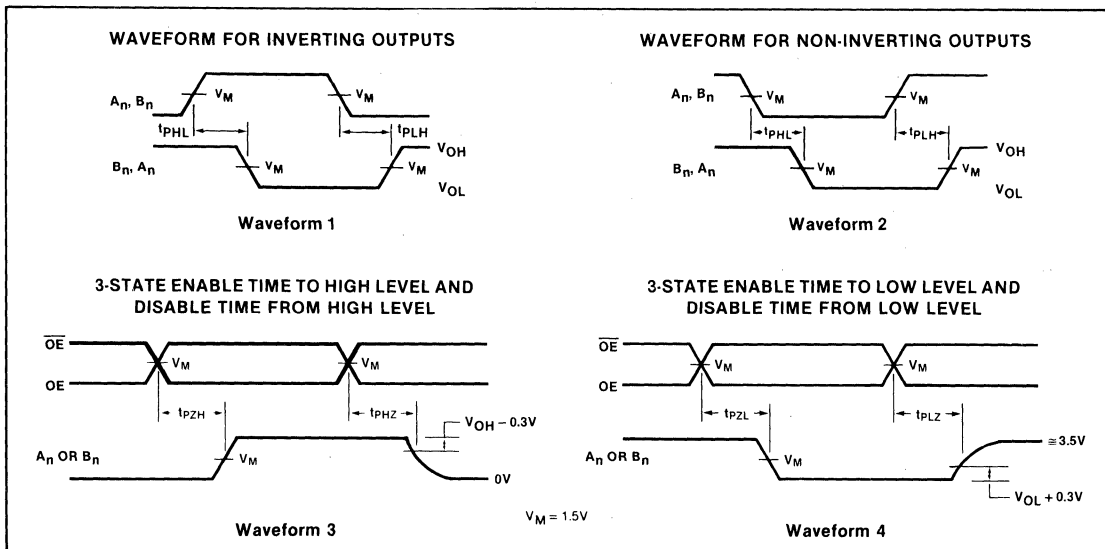 WAVEFORM FOR INVERTING OUTPUTS
An, Bn
VM
VM
tPHL
tPLH
Bn, An
VM
VM
VOH
VOL
Waveform 1
WAVEFORM FOR NON-INVERTING OUTPUTS
An, Bn
VM
VM
tPHL
tPLH
Bn, An
VM
VM
VOH
VOL
Waveform 2
3-STATE ENABLE TIME TO HIGH LEVEL AND
DISABLE TIME FROM HIGH LEVEL
O̅E̅
OE
VM
VM
tPZH
tPHZ
VOH – 0.3V
An OR Bn
VM
0V
Waveform 3
3-STATE ENABLE TIME TO LOW LEVEL AND
DISABLE TIME FROM LOW LEVEL
O̅E̅
OE
VM
VM
tPZL
tPLZ
≅3.5V
An OR Bn
VM
VOL + 0.3V
Waveform 4
VM = 1.5V